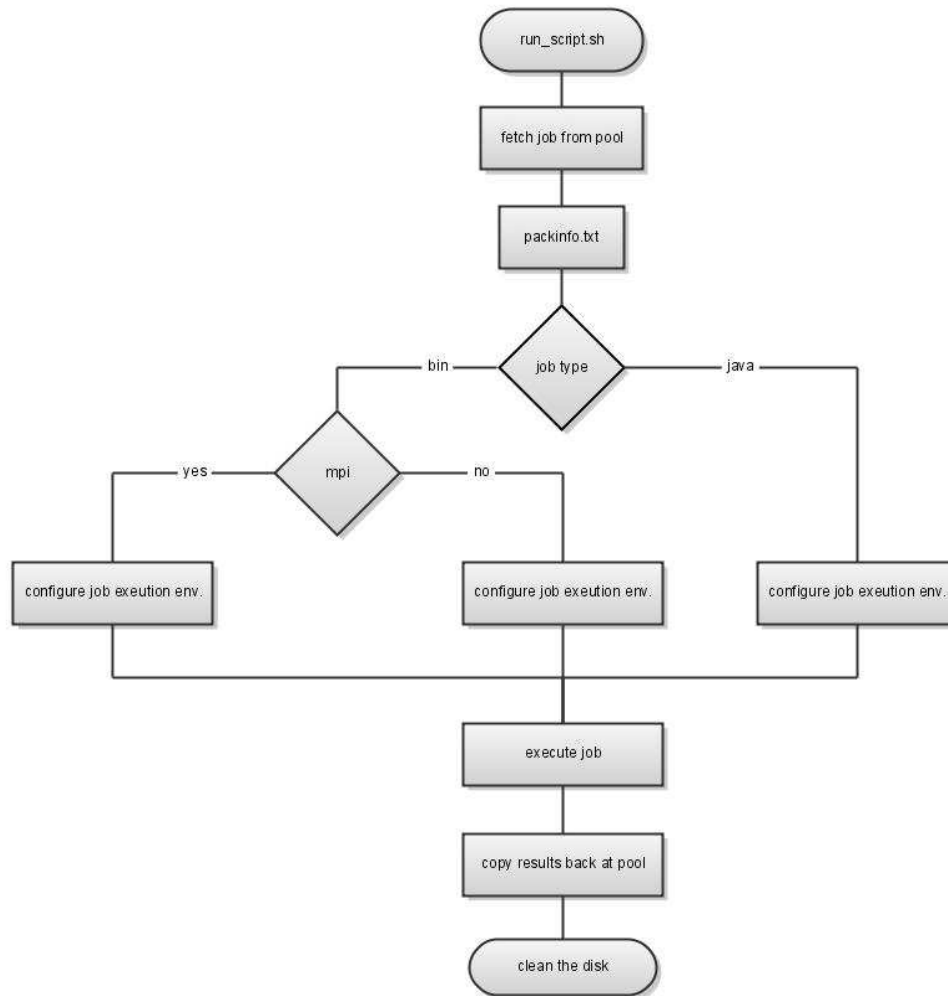 run_script.sh
fetch job from pool
packinfo.txt
bin
job type
java
yes
mpi
no
configure job exeution env.
configure job exeution env.
configure job exeution env.
execute job
copy results back at pool
clean the disk